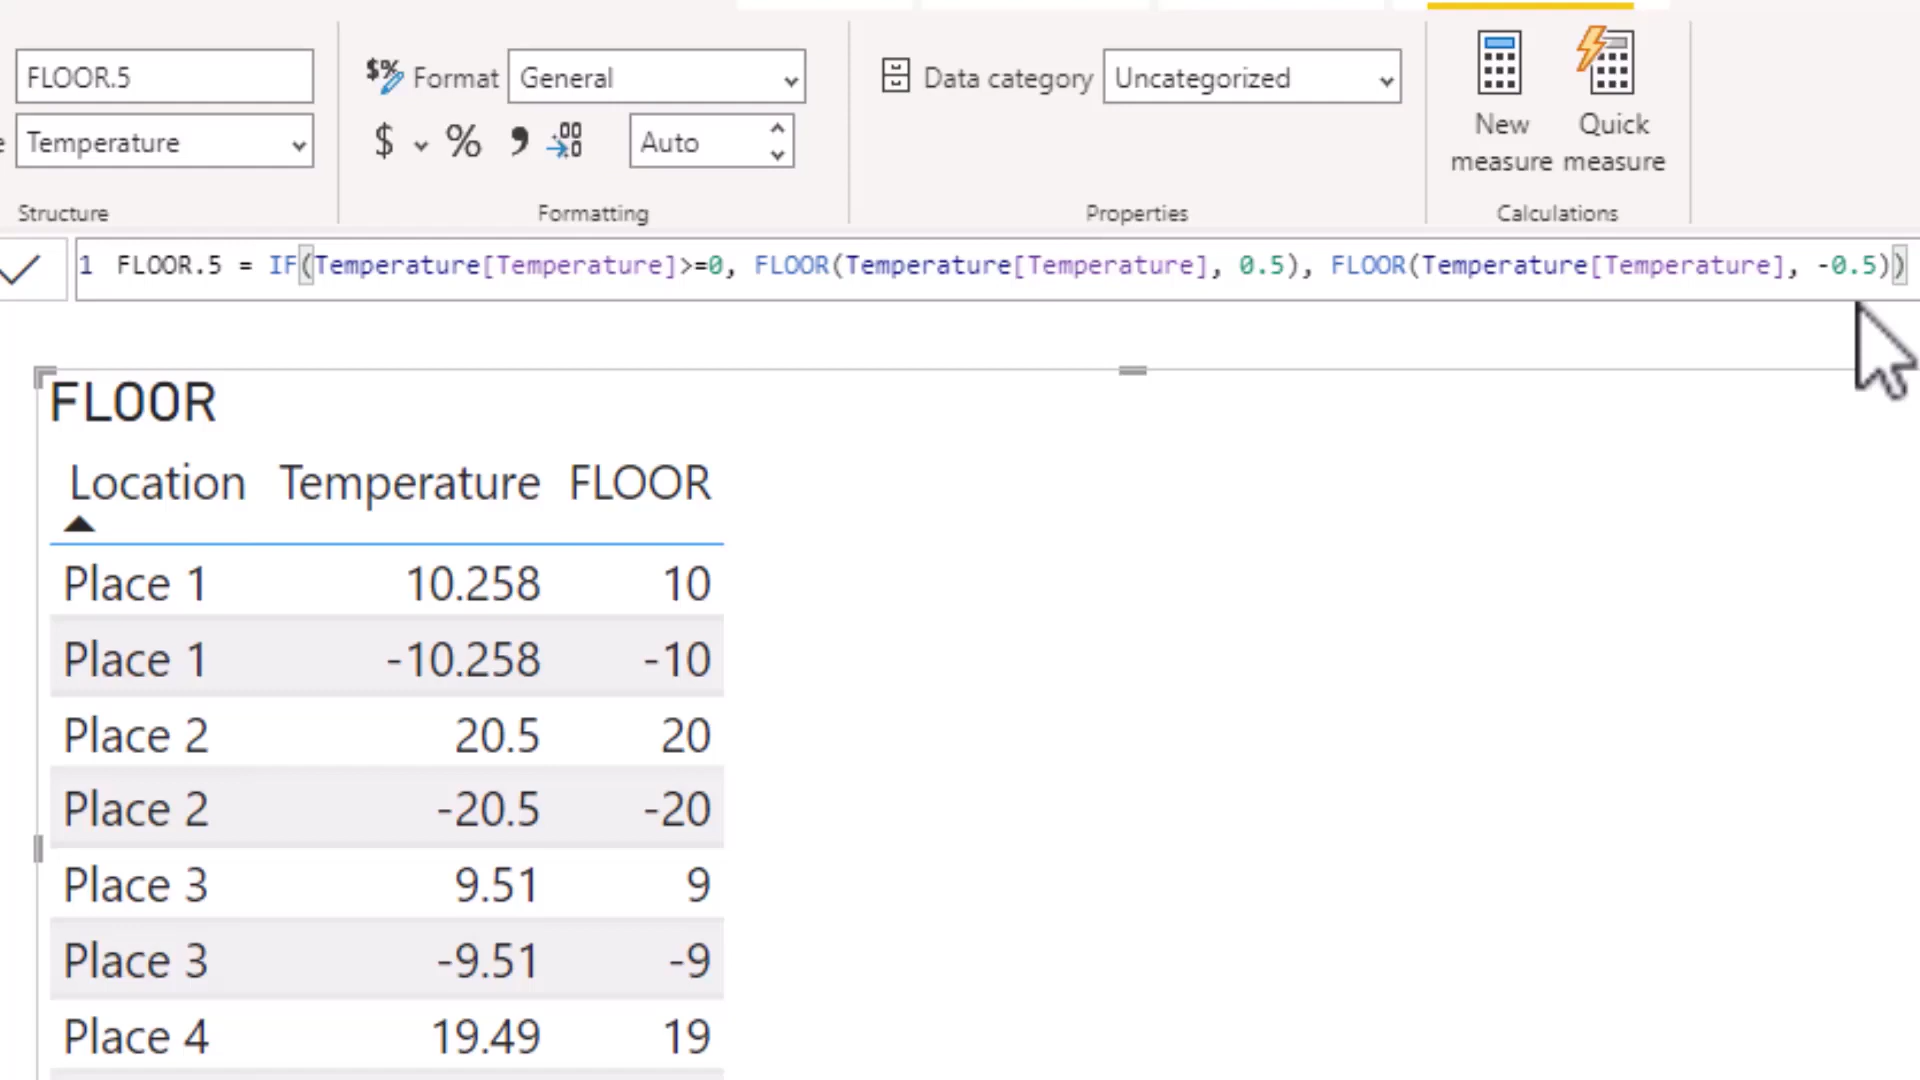 FLOOR.5
Format General
Data category Uncategorized
New measure
Quick measure
e Temperature
$ % , .00
Auto
Structure
Formatting
Properties
Calculations
1 FLOOR.5 = IF(Temperature[Temperature]>=0, FLOOR(Temperature[Temperature], 0.5), FLOOR(Temperature[Temperature], -0.5))
FLOOR
Location Temperature FLOOR
Place 1 10.258 10
Place 1 -10.258 -10
Place 2 20.5 20
Place 2 -20.5 -20
Place 3 9.51 9
Place 3 -9.51 -9
Place 4 19.49 19